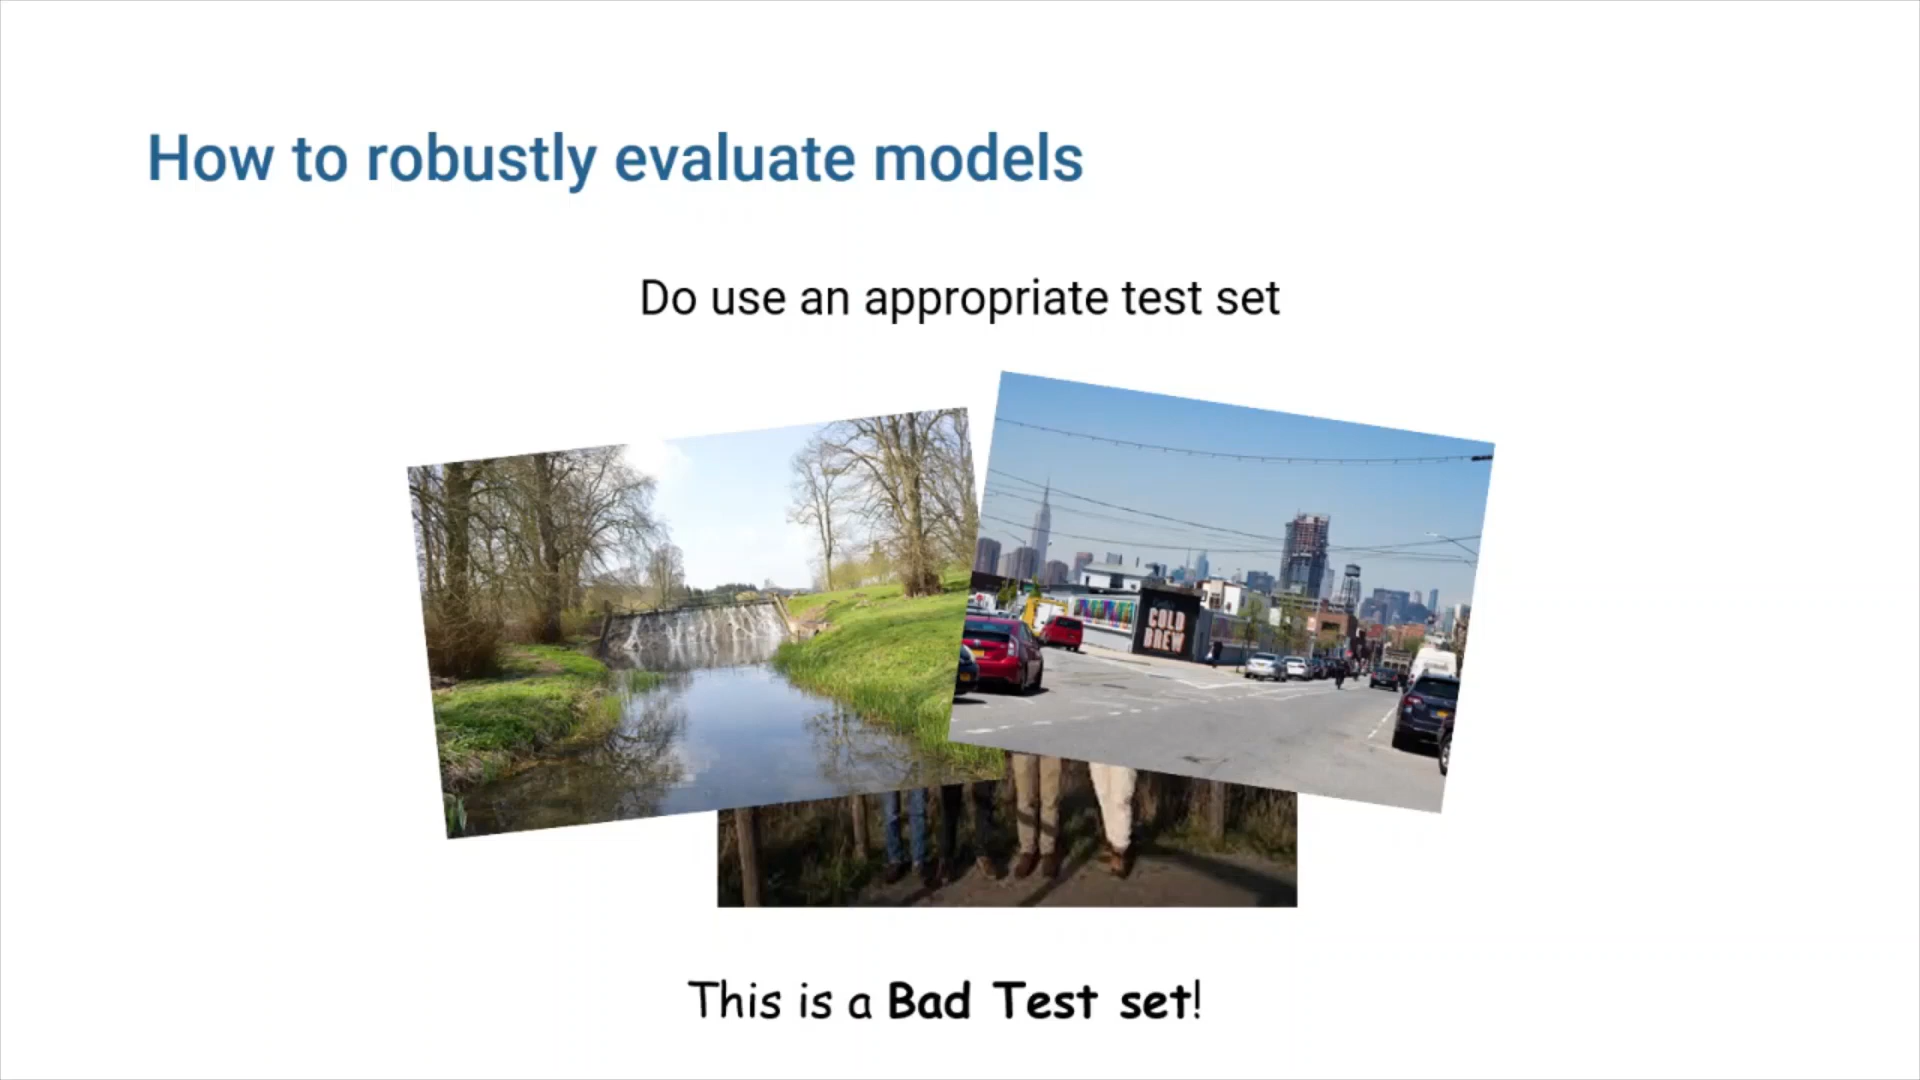 How to robustly evaluate models
Do use an appropriate test set
COLD
BREW
This is a Bad Test set!